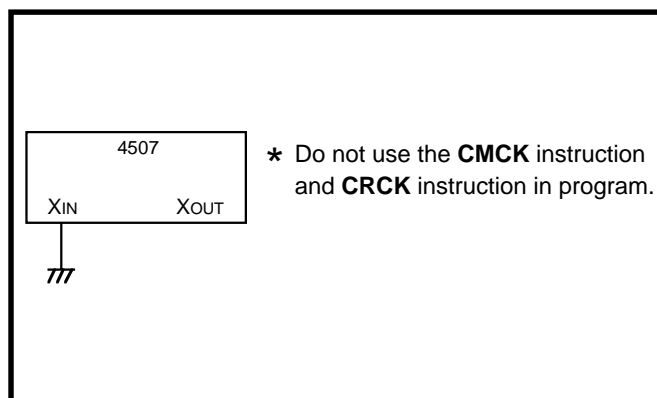 4507
XIN XOUT
* Do not use the CMCK instruction
and CRCK instruction in program.